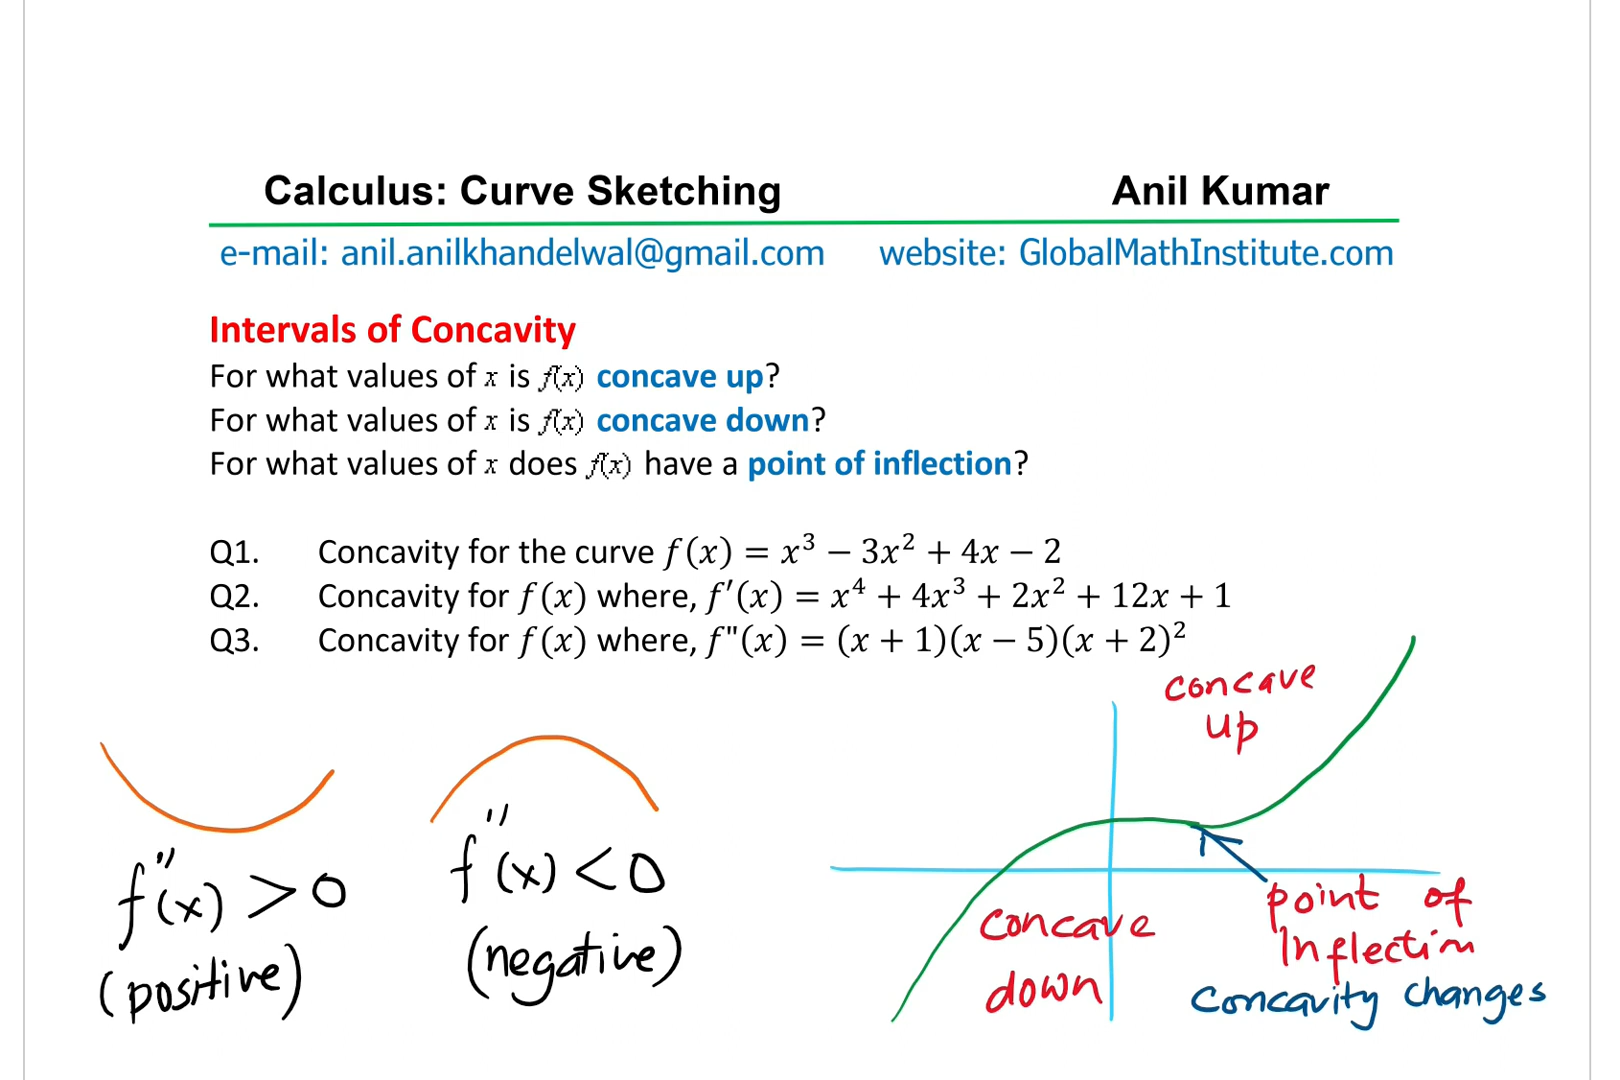 Calculus: Curve Sketching Anil Kumar
e-mail: anil.anilkhandelwal@gmail.com website: GlobalMathInstitute.com
Intervals of Concavity
For what values of x is f(x) concave up?
For what values of x is f(x) concave down?
For what values of x does f(x) have a point of inflection?
Q1. Concavity for the curve f(x) = x³ − 3x² + 4x − 2
Q2. Concavity for f(x) where, f′(x) = x⁴ + 4x³ + 2x² + 12x + 1
Q3. Concavity for f(x) where, f"(x) = (x + 1)(x − 5)(x + 2)²
f''(x) > 0
(positive)
f''(x) < 0
(negative)
concave
up
concave
down
point of
Inflection
Concavity changes